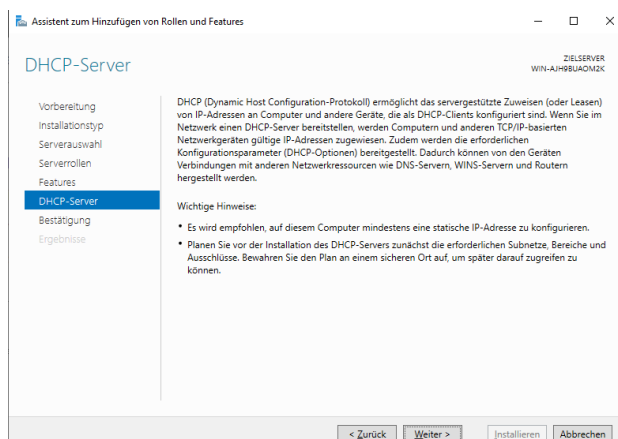 Assistent zum Hinzufügen von Rollen und Features
DHCP-Server
ZIELSERVER
WIN-AJH9BUAOM2K
Vorbereitung
Installationstyp
Serverauswahl
Serverrollen
Features
DHCP-Server
Bestätigung
Ergebnisse
DHCP (Dynamic Host Configuration-Protokoll) ermöglicht das servergestützte Zuweisen (oder Leasen)
von IP-Adressen an Computer und andere Geräte, die als DHCP-Clients konfiguriert sind. Wenn Sie im
Netzwerk einen DHCP-Server bereitstellen, werden Computern und anderen TCP/IP-basierten
Netzwerkgeräten gültige IP-Adressen zugewiesen. Zudem werden die erforderlichen
Konfigurationsparameter (DHCP-Optionen) bereitgestellt. Dadurch können von den Geräten
Verbindungen mit anderen Netzwerkressourcen wie DNS-Servern, WINS-Servern und Routern
hergestellt werden.
Wichtige Hinweise:
• Es wird empfohlen, auf diesem Computer mindestens eine statische IP-Adresse zu konfigurieren.
• Planen Sie vor der Installation des DHCP-Servers zunächst die erforderlichen Subnetze, Bereiche und
Ausschlüsse. Bewahren Sie den Plan an einem sicheren Ort auf, um später darauf zugreifen zu
können.
< Zurück
Weiter >
Installieren
Abbrechen